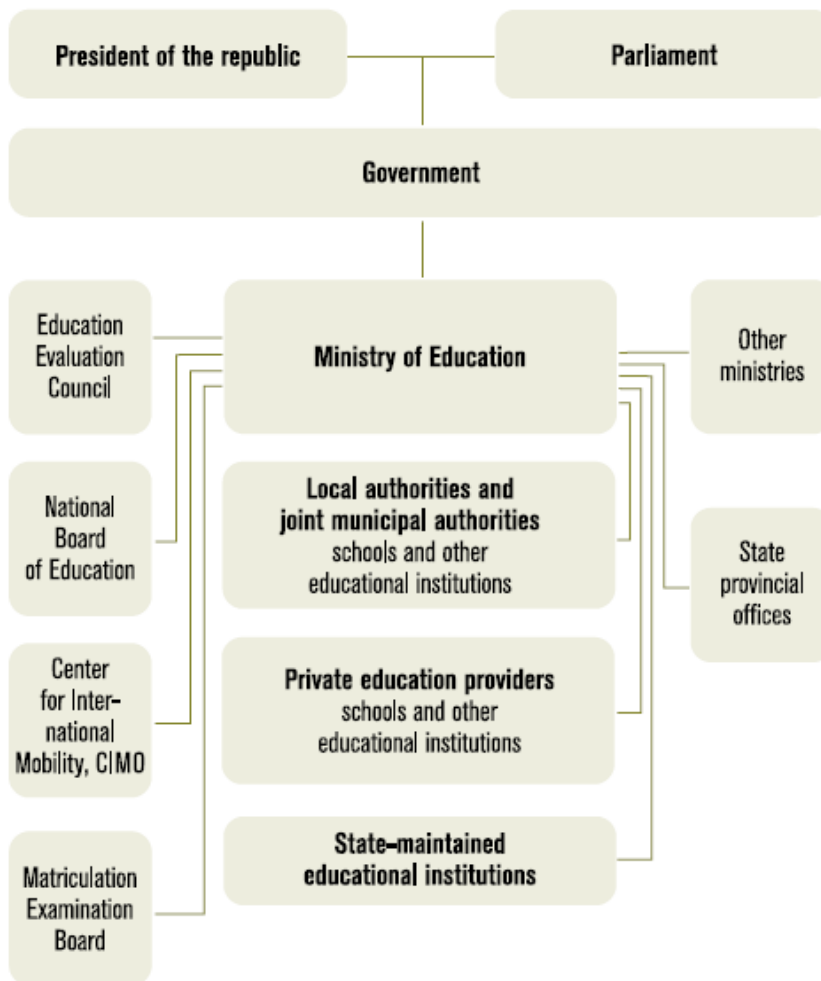 President of the republic
Parliament
Government
Education
Evaluation
Council
Ministry of Education
Other
ministries
National
Board
of Education
Local authorities and
joint municipal authorities
schools and other
educational institutions
State
provincial
offices
Center
for Inter-
national
Mobility, CIMO
Private education providers
schools and other
educational institutions
Matriculation
Examination
Board
State-maintained
educational institutions